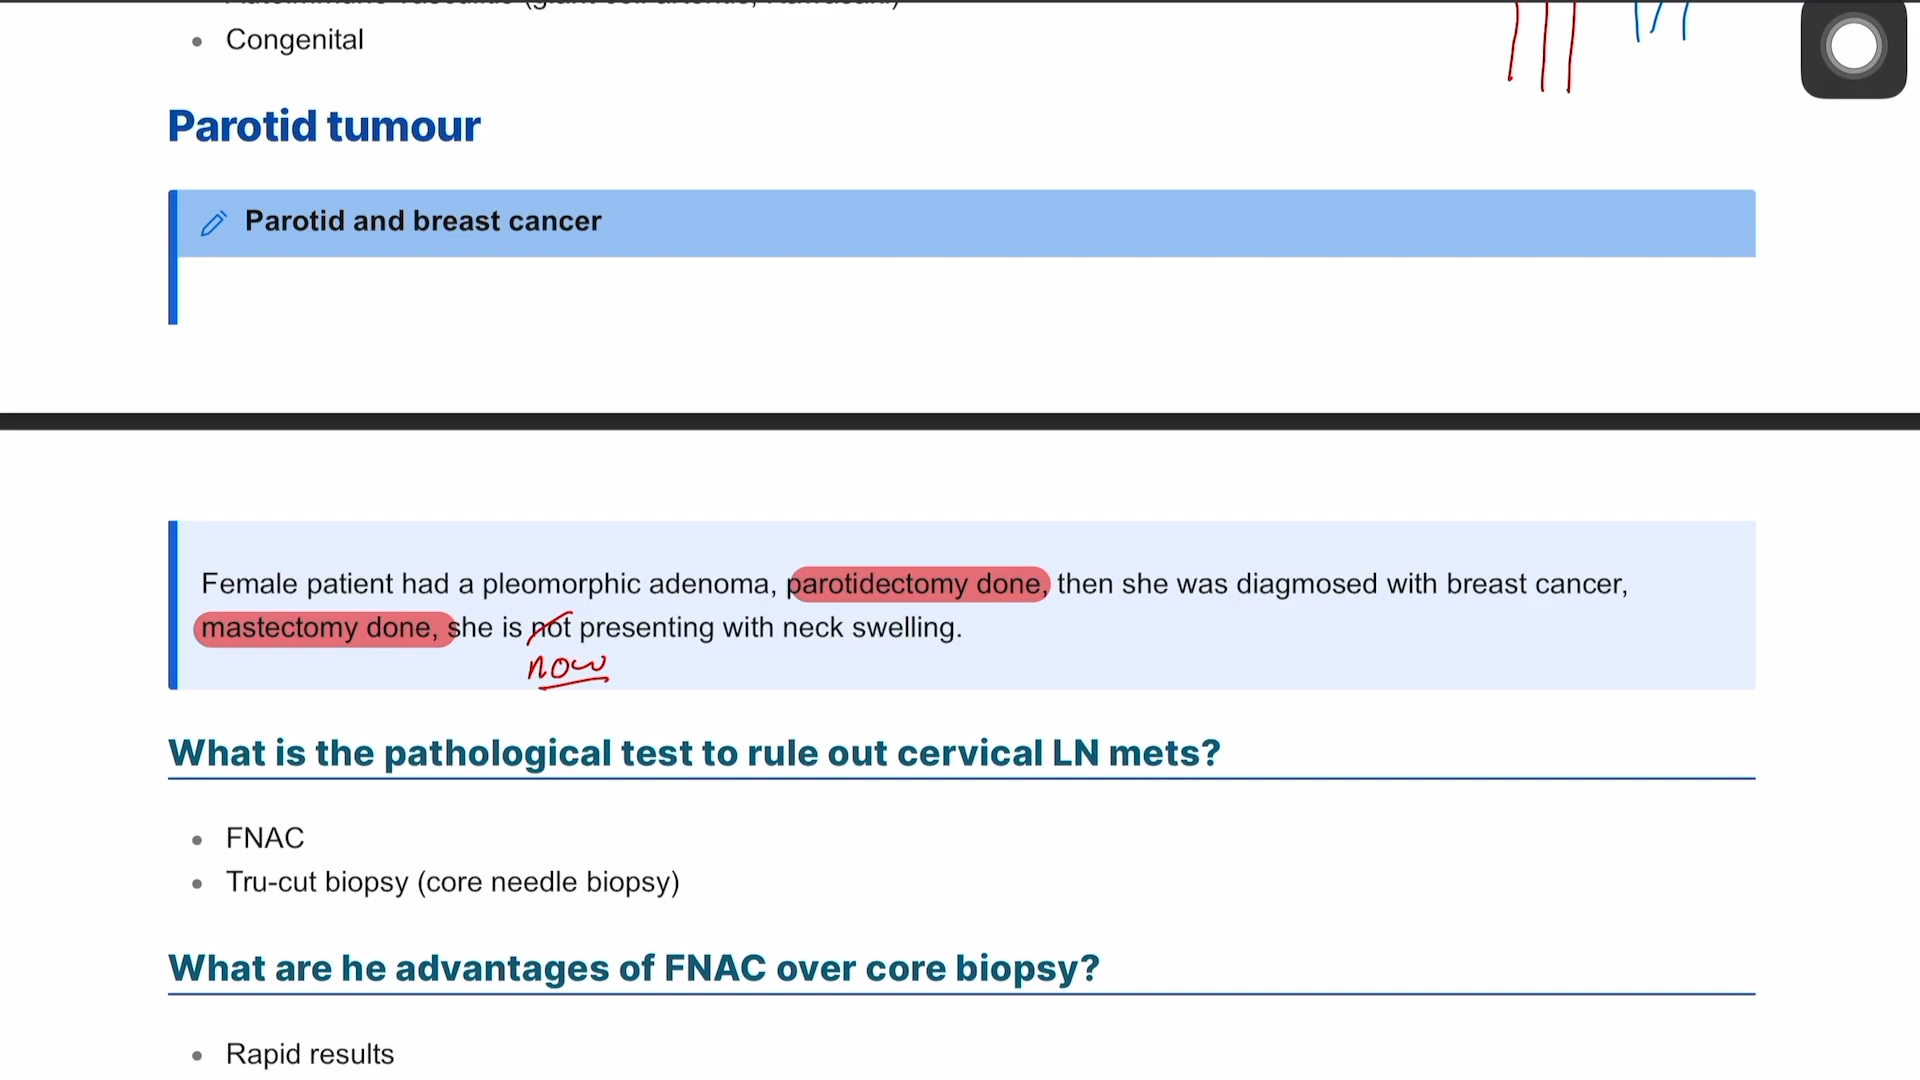 Congenital
Parotid tumour
Parotid and breast cancer
Female patient had a pleomorphic adenoma, parotidectomy done, then she was diagmosed with breast cancer,
mastectomy done, she is not presenting with neck swelling.
now
What is the pathological test to rule out cervical LN mets?
FNAC
Tru-cut biopsy (core needle biopsy)
What are he advantages of FNAC over core biopsy?
Rapid results